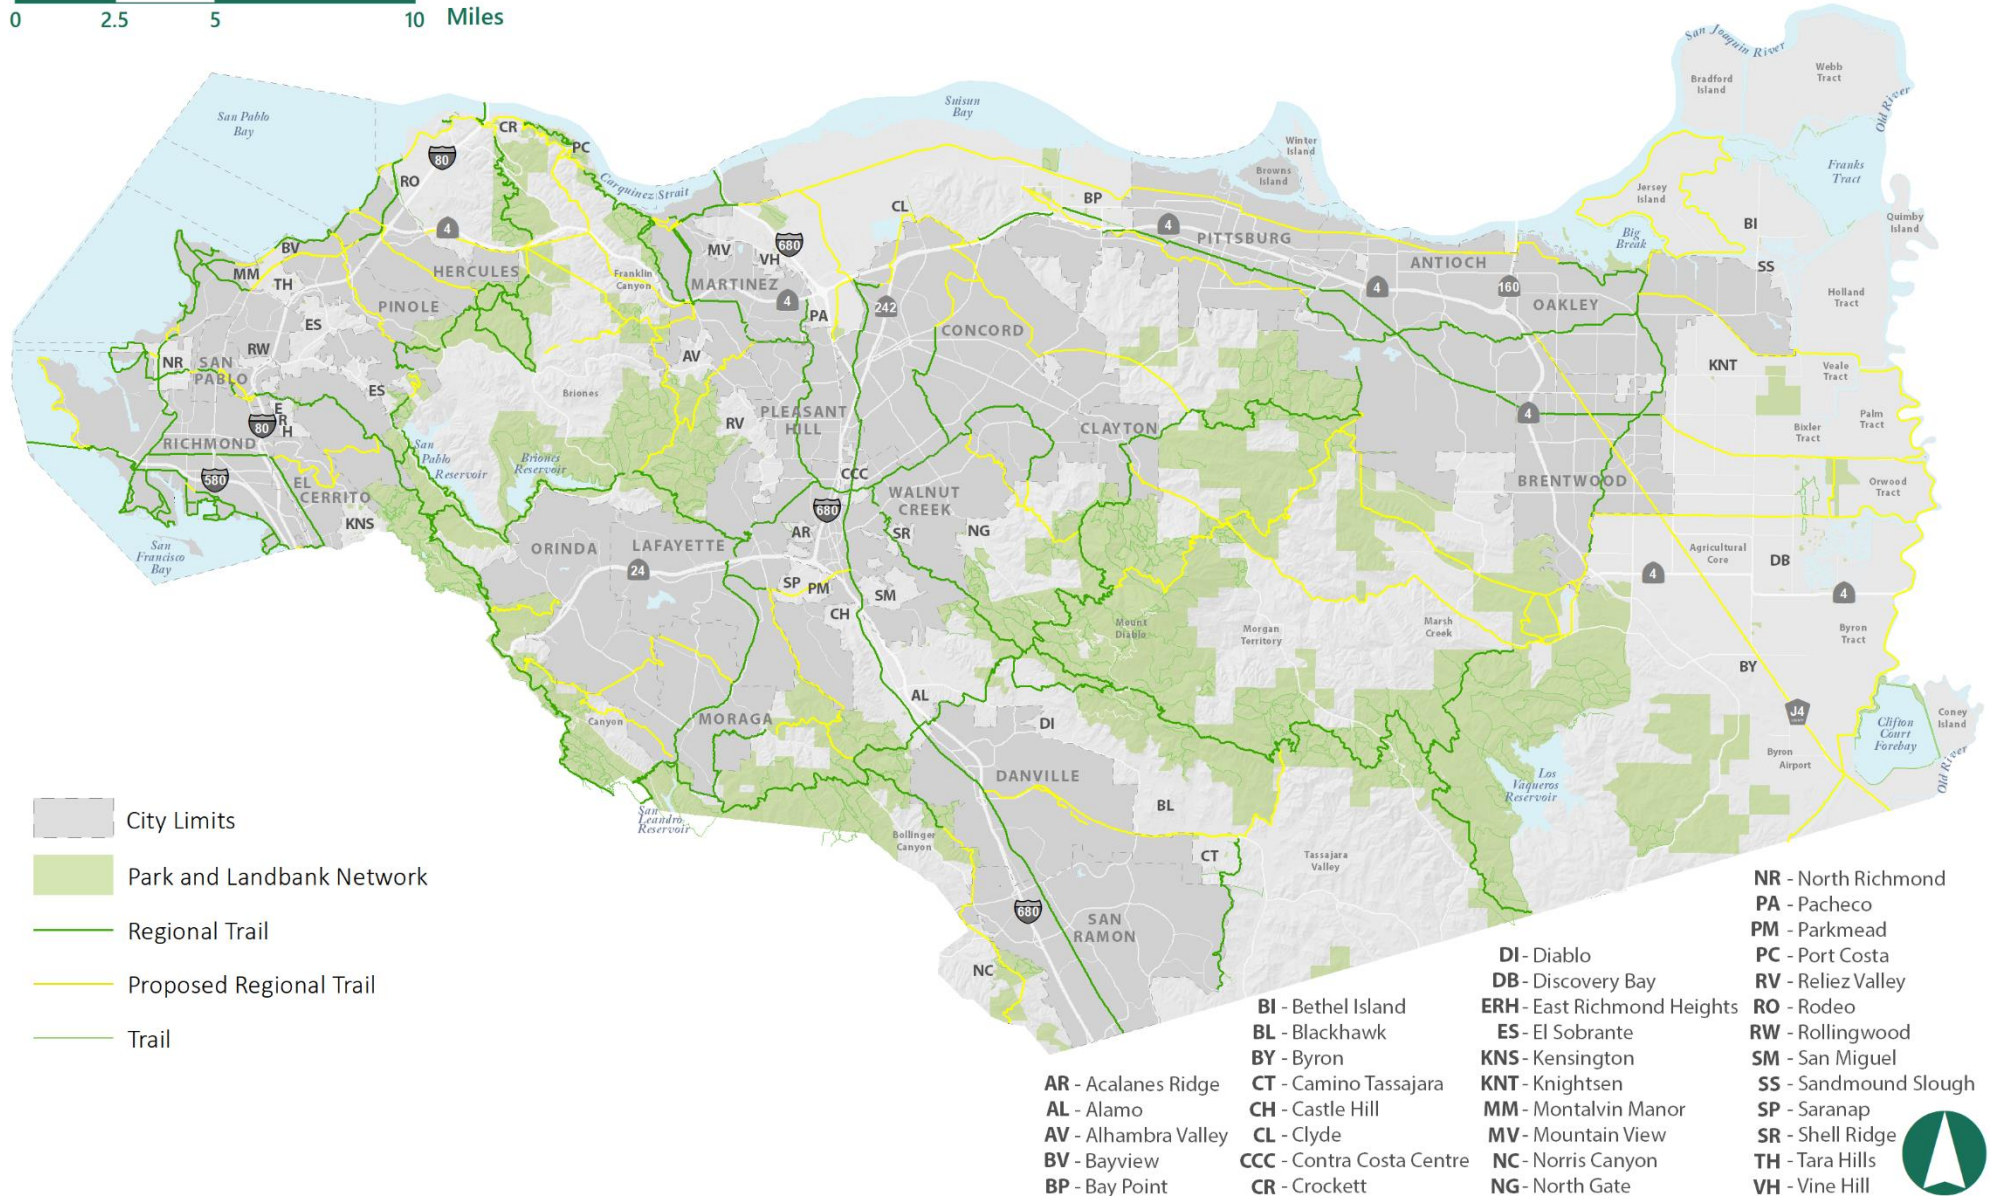 0 2.5 5 10 Miles
San Joaquin River
Bradford
Island
Webb
Tract
Old River
San Pablo
Bay
Suisun
Bay
CR
PC
80
RO
Carquinez Strait
Winter
Island
Browns
Island
Franks
Tract
Jersey
Island
Quimby
Island
BI
BP
CL
4
PITTSBURG
Big
Break
BV
4
MV
680
VH
MM
TH
HERCULES
Franklin
Canyon
MARTINEZ
4
ANTIOCH
SS
4
160
OAKLEY
Holland
Tract
PINOLE
ES
PA
242
CONCORD
RW
NR
SAN
PABLO
AV
KNT
Veale
Tract
ES
Briones
E
R
H
80
RICHMOND
PLEASANT
HILL
RV
CLAYTON
4
Palm
Tract
Bixler
Tract
San
Pablo
Reservoir
Briones
Reservoir
CCC
580
EL
CERRITO
KNS
WALNUT
CREEK
680
BRENTWOOD
Orwood
Tract
AR
SR
NG
San
Francisco
Bay
ORINDA
LAFAYETTE
24
Agricultural
Core
DB
4
4
SP
PM
SM
CH
Mount
Diablo
Morgan
Territory
Marsh
Creek
Byron
Tract
BY
AL
Canyon
MORAGA
DI
J4
Clifton
Court
Forebay
Coney
Island
Old River
Byron
Airport
DANVILLE
BL
Los
Vaqueros
Reservoir
San
Leandro
Reservoir
Bollinger
Canyon
CT
Tassajara
Valley
680
SAN
RAMON
NC
City Limits
Park and Landbank Network
Regional Trail
Proposed Regional Trail
Trail
AR - Acalanes Ridge
AL - Alamo
AV - Alhambra Valley
BV - Bayview
BP - Bay Point
BI - Bethel Island
BL - Blackhawk
BY - Byron
CT - Camino Tassajara
CH - Castle Hill
CL - Clyde
CCC - Contra Costa Centre
CR - Crockett
DI - Diablo
DB - Discovery Bay
ERH - East Richmond Heights
ES - El Sobrante
KNS - Kensington
KNT - Knightsen
MM - Montalvin Manor
MV - Mountain View
NC - Norris Canyon
NG - North Gate
NR - North Richmond
PA - Pacheco
PM - Parkmead
PC - Port Costa
RV - Reliez Valley
RO - Rodeo
RW - Rollingwood
SM - San Miguel
SS - Sandmound Slough
SP - Saranap
SR - Shell Ridge
TH - Tara Hills
VH - Vine Hill